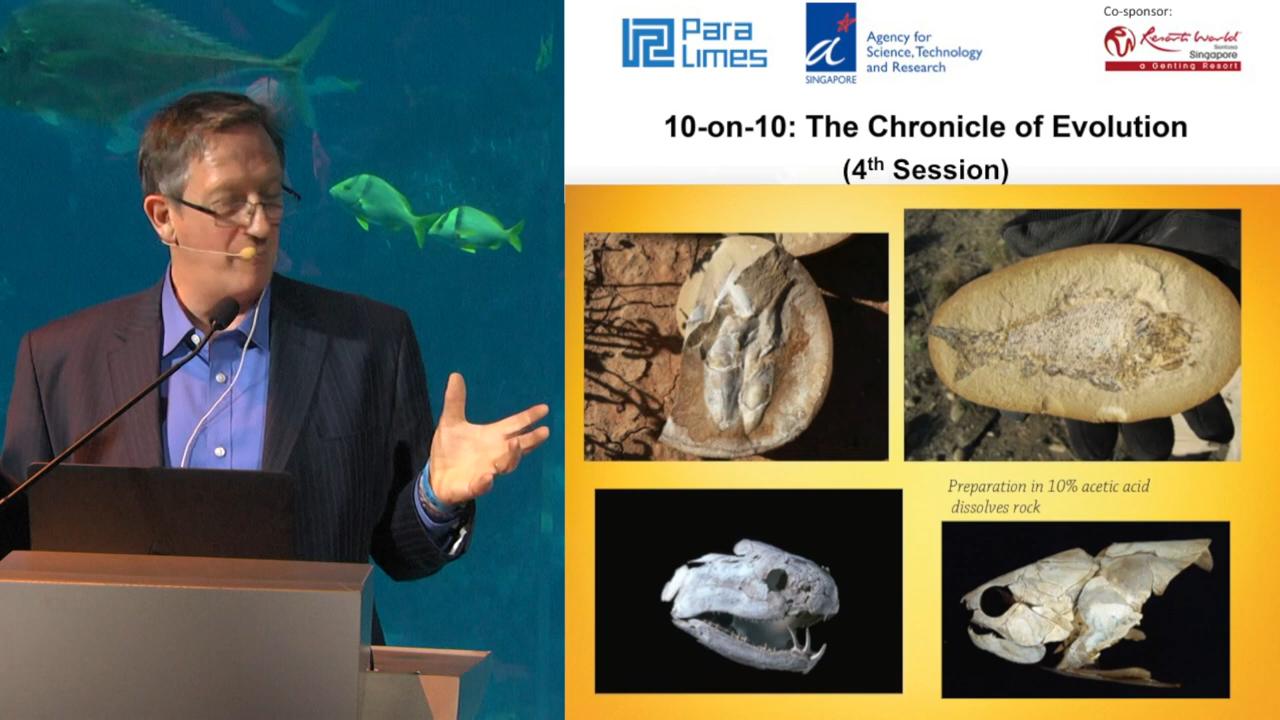 Para
Limes
Agency for
Science, Technology
and Research
SINGAPORE
Co-sponsor:
Resorts World
Sentosa
Singapore
a Genting Resort
10-on-10: The Chronicle of Evolution
(4th Session)
Preparation in 10% acetic acid
dissolves rock